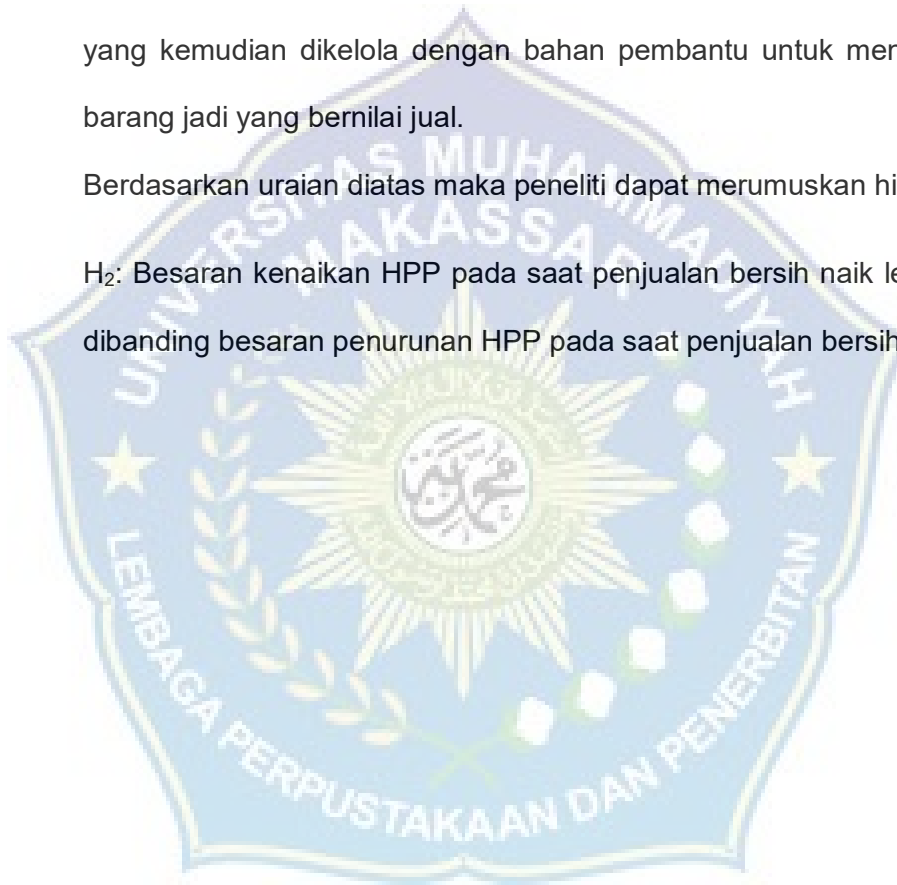 yang kemudian dikelola dengan bahan pembantu untuk men
barang jadi yang bernilai jual.
Berdasarkan uraian diatas maka peneliti dapat merumuskan hi
H₂: Besaran kenaikan HPP pada saat penjualan bersih naik le
dibanding besaran penurunan HPP pada saat penjualan bersih
UNIVERSITAS MUHAMMADIYAH
MAKASSAR
LEMBAGA PERPUSTAKAAN DAN PENERBITAN